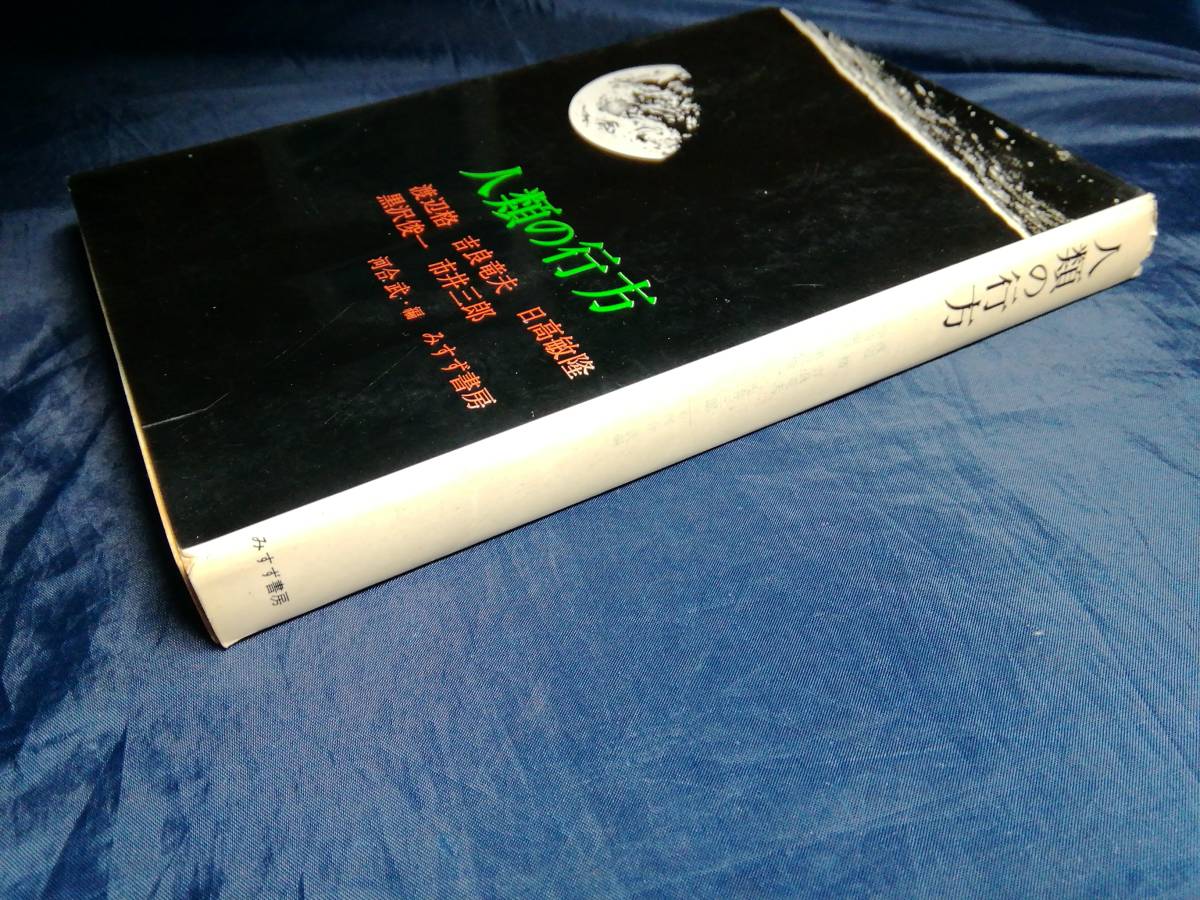 人類の行方
渡辺格 吉良竜夫 日高敏隆
黒沢俊一 市井三郎
河合武・編 みすず書房
人類の行方
みすず書房